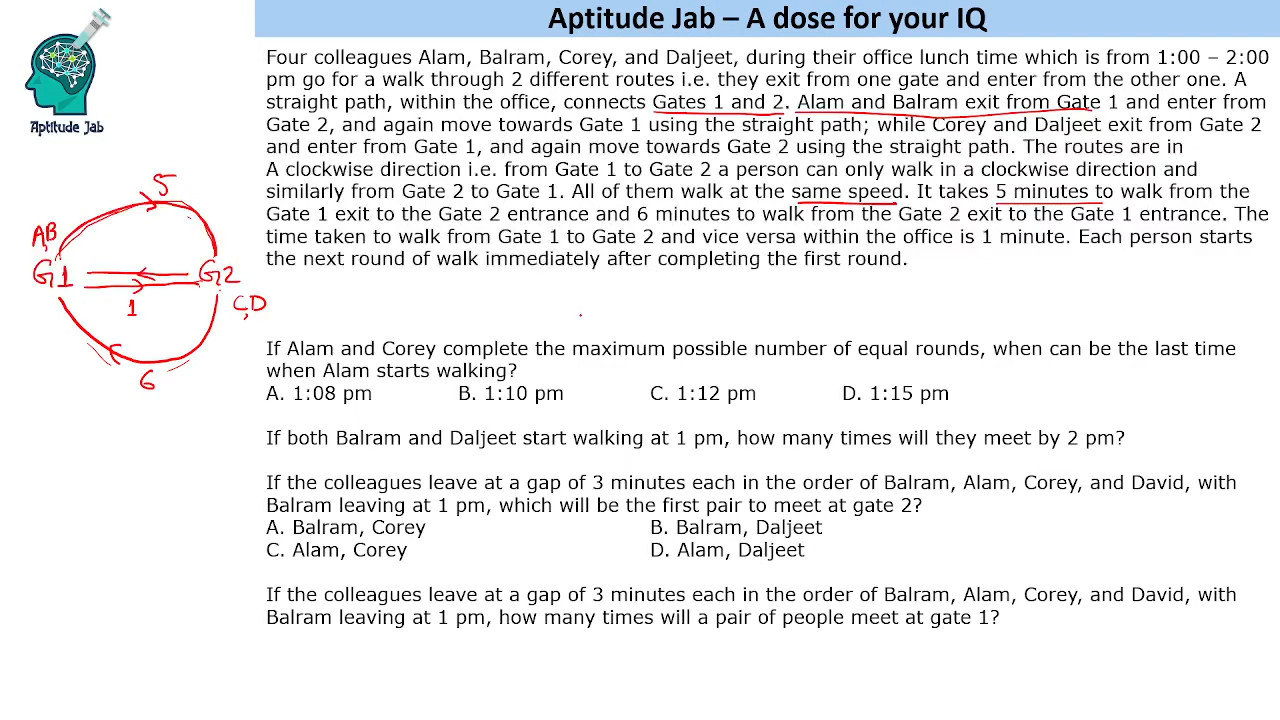 Aptitude Jab – A dose for your IQ
Aptitude Jab
Four colleagues Alam, Balram, Corey, and Daljeet, during their office lunch time which is from 1:00 – 2:00
pm go for a walk through 2 different routes i.e. they exit from one gate and enter from the other one. A
straight path, within the office, connects Gates 1 and 2. Alam and Balram exit from Gate 1 and enter from
Gate 2, and again move towards Gate 1 using the straight path; while Corey and Daljeet exit from Gate 2
and enter from Gate 1, and again move towards Gate 2 using the straight path. The routes are in
A clockwise direction i.e. from Gate 1 to Gate 2 a person can only walk in a clockwise direction and
similarly from Gate 2 to Gate 1. All of them walk at the same speed. It takes 5 minutes to walk from the
Gate 1 exit to the Gate 2 entrance and 6 minutes to walk from the Gate 2 exit to the Gate 1 entrance. The
time taken to walk from Gate 1 to Gate 2 and vice versa within the office is 1 minute. Each person starts
the next round of walk immediately after completing the first round.
5
A,B
G1
G2
1
C,D
6
If Alam and Corey complete the maximum possible number of equal rounds, when can be the last time
when Alam starts walking?
A. 1:08 pm B. 1:10 pm C. 1:12 pm D. 1:15 pm
If both Balram and Daljeet start walking at 1 pm, how many times will they meet by 2 pm?
If the colleagues leave at a gap of 3 minutes each in the order of Balram, Alam, Corey, and David, with
Balram leaving at 1 pm, which will be the first pair to meet at gate 2?
A. Balram, Corey B. Balram, Daljeet
C. Alam, Corey D. Alam, Daljeet
If the colleagues leave at a gap of 3 minutes each in the order of Balram, Alam, Corey, and David, with
Balram leaving at 1 pm, how many times will a pair of people meet at gate 1?